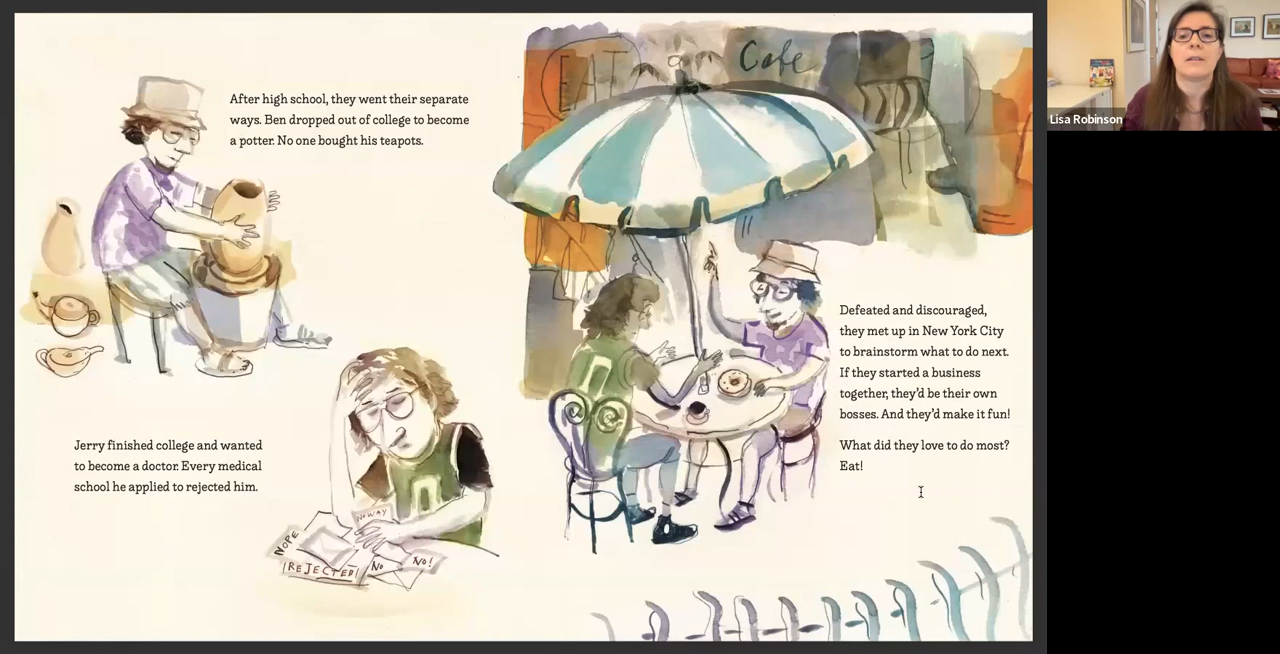 After high school, they went their separate
ways. Ben dropped out of college to become
a potter. No one bought his teapots.
Jerry finished college and wanted
to become a doctor. Every medical
school he applied to rejected him.
NO WAY
NOPE
REJECTED
NO
NO!
EAT
Cafe
Defeated and discouraged,
they met up in New York City
to brainstorm what to do next.
If they started a business
together, they'd be their own
bosses. And they'd make it fun!
What did they love to do most?
Eat!
Lisa Robinson